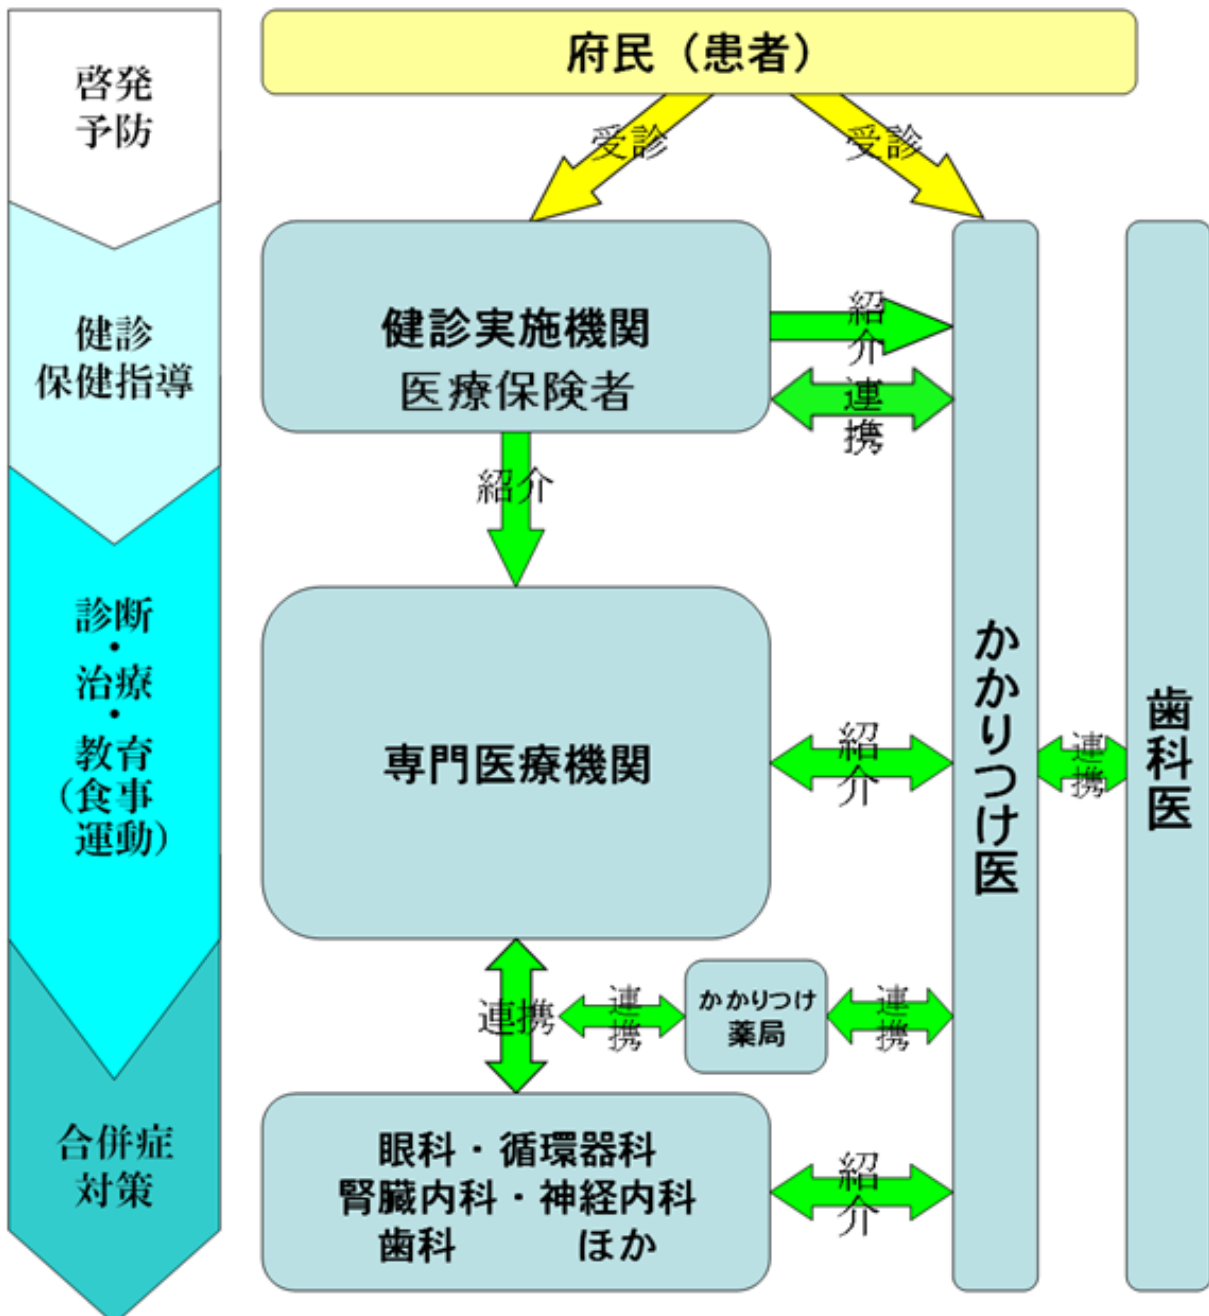 府民（患者）
啓発
予防
受診
受診
健診
保健指導
健診実施機関
医療保険者
紹介
連携
紹介
診断
・
治療
・
教育
（食事
運動）
専門医療機関
紹介
かかりつけ医
連携
歯科医
連携
連携
かかりつけ
薬局
連携
合併症
対策
眼科・循環器科
腎臓内科・神経内科
歯科　　　ほか
紹介